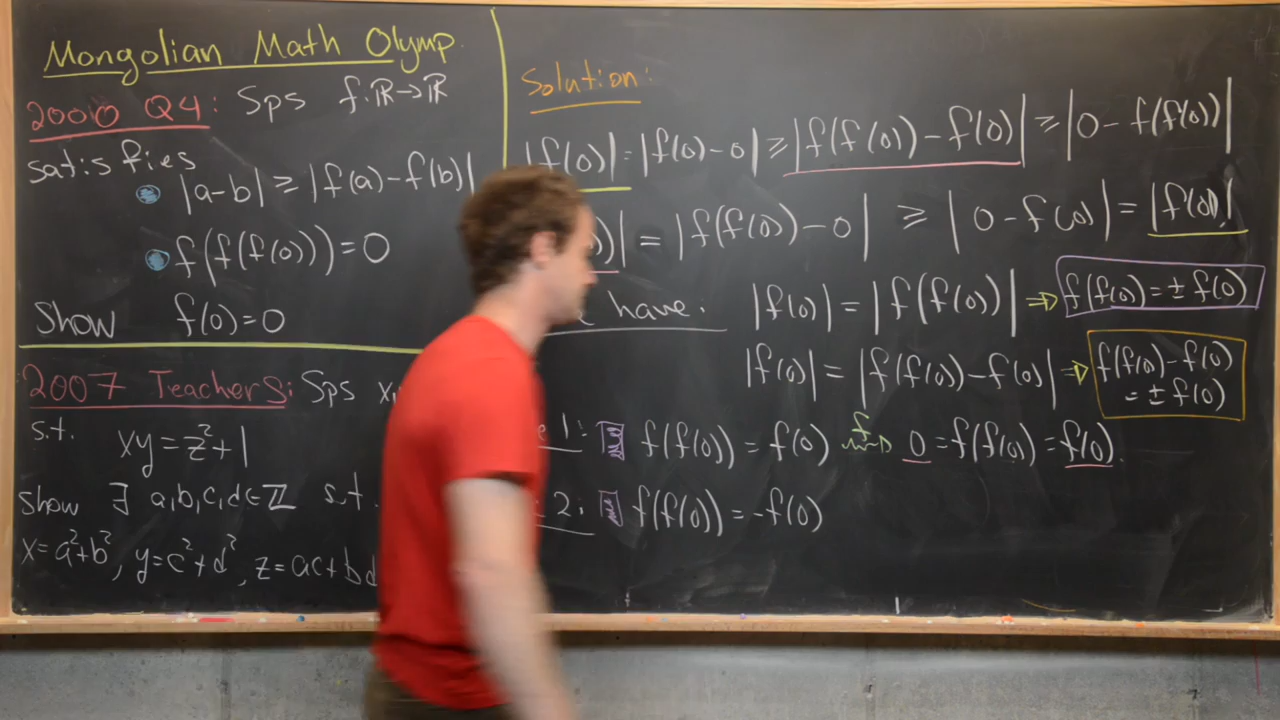 Mongolian Math Olymp.
2000 Q4: Sps f:ℝ→ℝ
satisfies
|a-b| ≥ |f(a)-f(b)|
f(f(f(0)))=0
Show f(0)=0
2007 Teachers: Sps
s.t. xy=z²+1
Show ∃ a,b,c,d∈ℤ s.t.
x=a²+b², y=c²+d², z=ac+bd
Solution:
|f(0)|=|f(0)-0| ≥ |f(f(0))-f(0)| ≥ |0-f(f(0))|
)| = |f(f(0))-0| ≥ |0-f(0)| = |f(0)|
have: |f(0)| = |f(f(0))| ⇒ f(f(0))=±f(0)
|f(0)| = |f(f(0))-f(0)| ⇒ f(f(0))-f(0)
=±f(0)
1: f(f(0)) = f(0) f 0=f(f(0))=f(0).
2: f(f(0)) = -f(0)